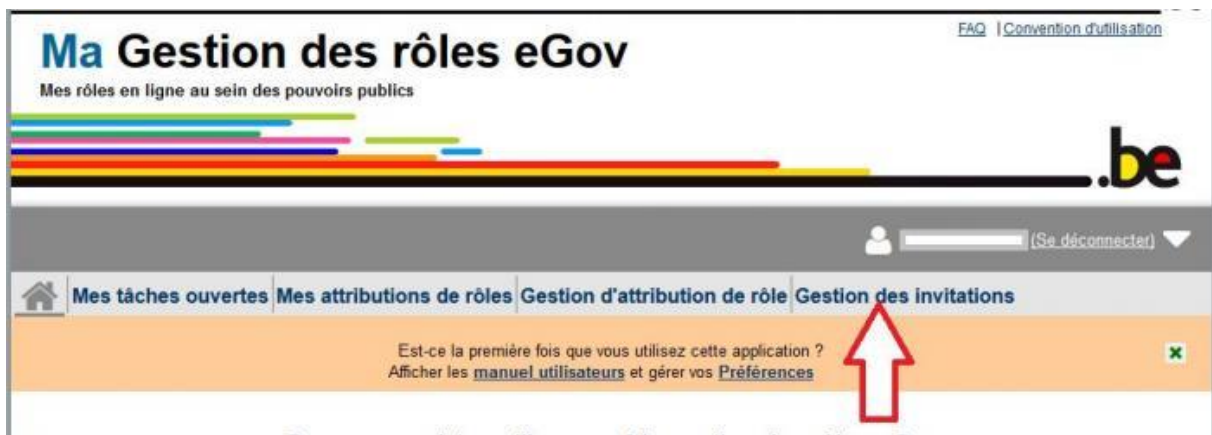 FAQ | Convention d'utilisation
Ma Gestion des rôles eGov
Mes rôles en ligne au sein des pouvoirs publics
.be
(Se déconnecter)
Mes tâches ouvertes Mes attributions de rôles Gestion d'attribution de rôle Gestion des invitations
Est-ce la première fois que vous utilisez cette application ?
Afficher les manuel utilisateurs et gérer vos Préférences